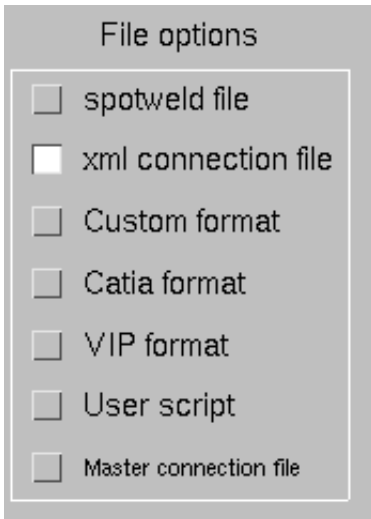 File options
spotweld file
xml connection file
Custom format
Catia format
VIP format
User script
Master connection file